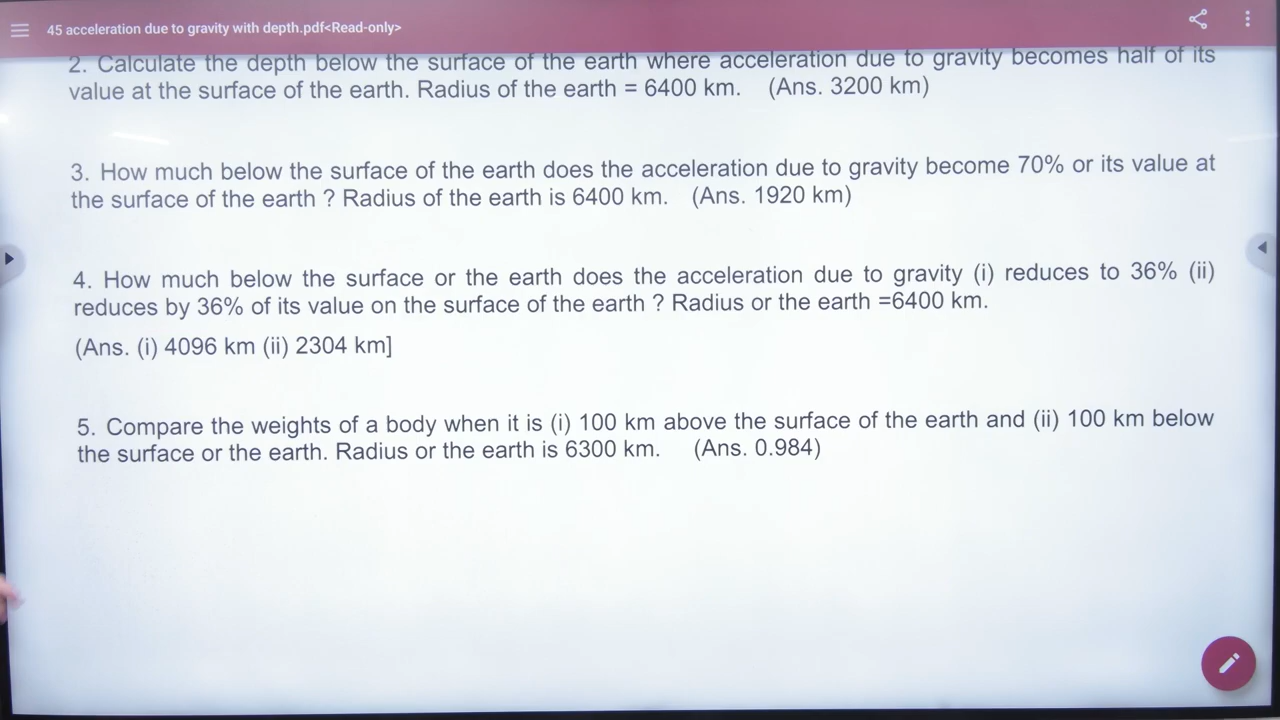 45 acceleration due to gravity with depth.pdf<Read-only>
2. Calculate the depth below the surface of the earth where acceleration due to gravity becomes half of its
value at the surface of the earth. Radius of the earth = 6400 km. (Ans. 3200 km)
3. How much below the surface of the earth does the acceleration due to gravity become 70% or its value at
the surface of the earth ? Radius of the earth is 6400 km. (Ans. 1920 km)
4. How much below the surface or the earth does the acceleration due to gravity (i) reduces to 36% (ii)
reduces by 36% of its value on the surface of the earth ? Radius or the earth =6400 km.
(Ans. (i) 4096 km (ii) 2304 km]
5. Compare the weights of a body when it is (i) 100 km above the surface of the earth and (ii) 100 km below
the surface or the earth. Radius or the earth is 6300 km. (Ans. 0.984)